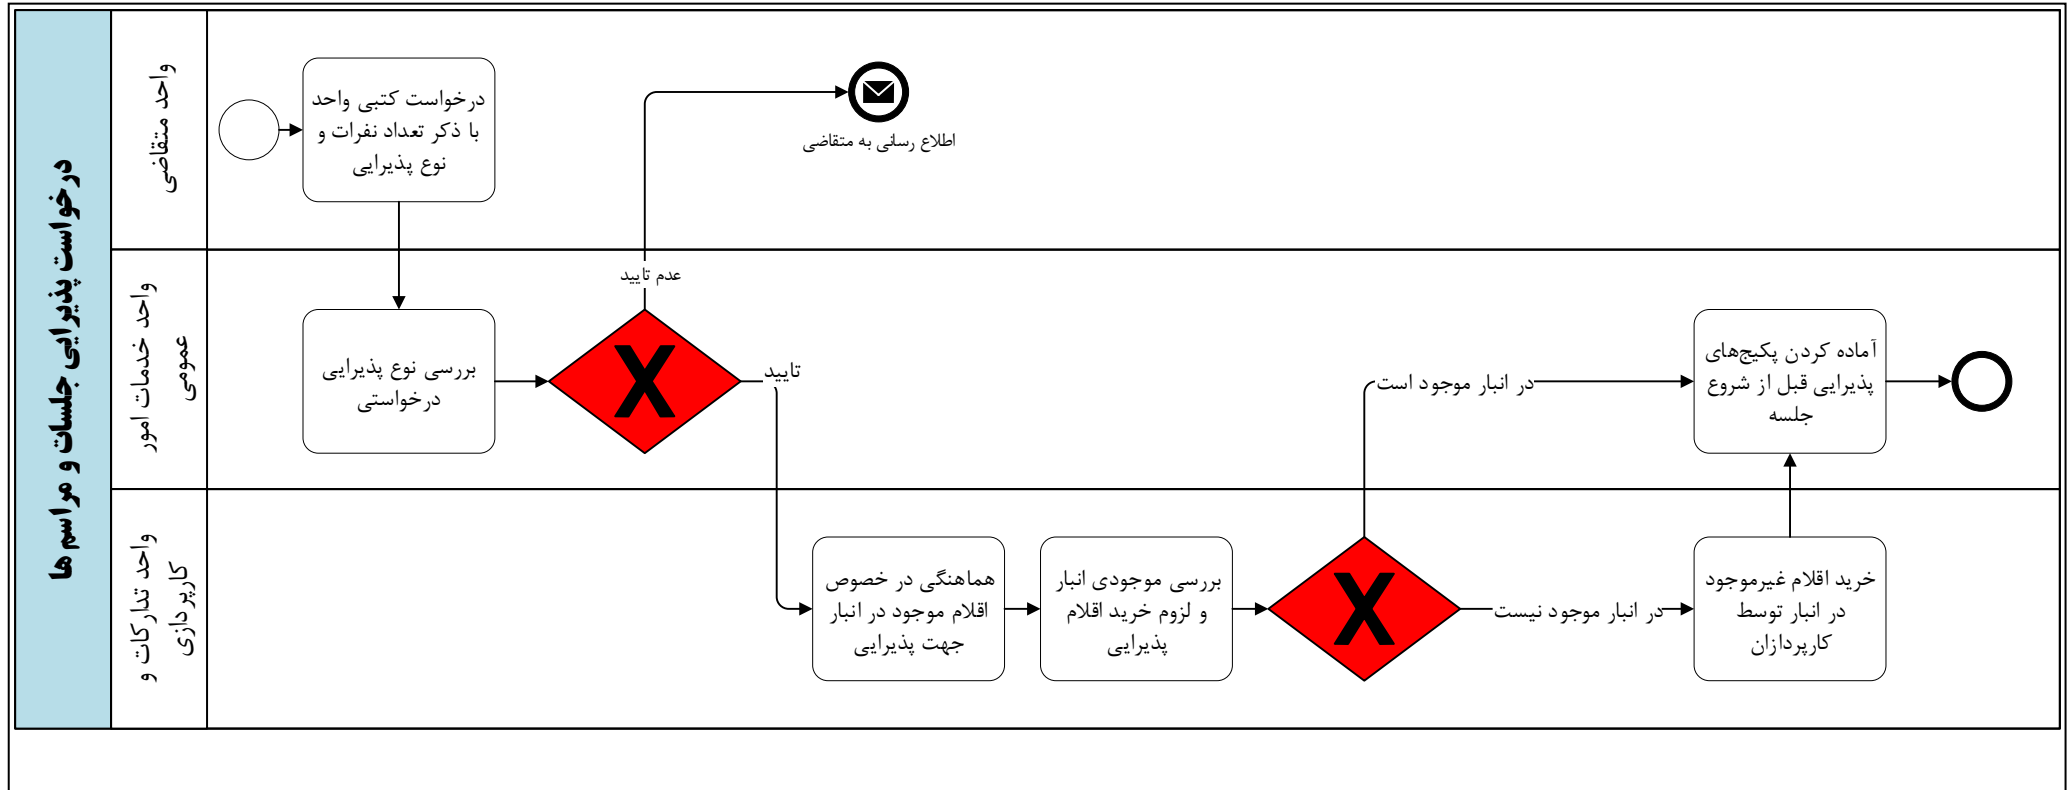 درخواست پذیرایی جلسات و مراسم ها
واحد متقاضی
درخواست کتبی واحد
با ذکر تعداد نفرات و
نوع پذیرایی
اطلاع رسانی به متقاضی
واحد خدمات امور
عمومی
بررسی نوع پذیرایی
درخواستی
عدم تایید
تایید
در انبار موجود است
آماده کردن پکیج‌های
پذیرایی قبل از شروع
جلسه
واحد تدارکات و
کارپردازی
هماهنگی در خصوص
اقلام موجود در انبار
جهت پذیرایی
بررسی موجودی انبار
و لزوم خرید اقلام
پذیرایی
در انبار موجود نیست
خرید اقلام غیرموجود
در انبار توسط
کارپردازان